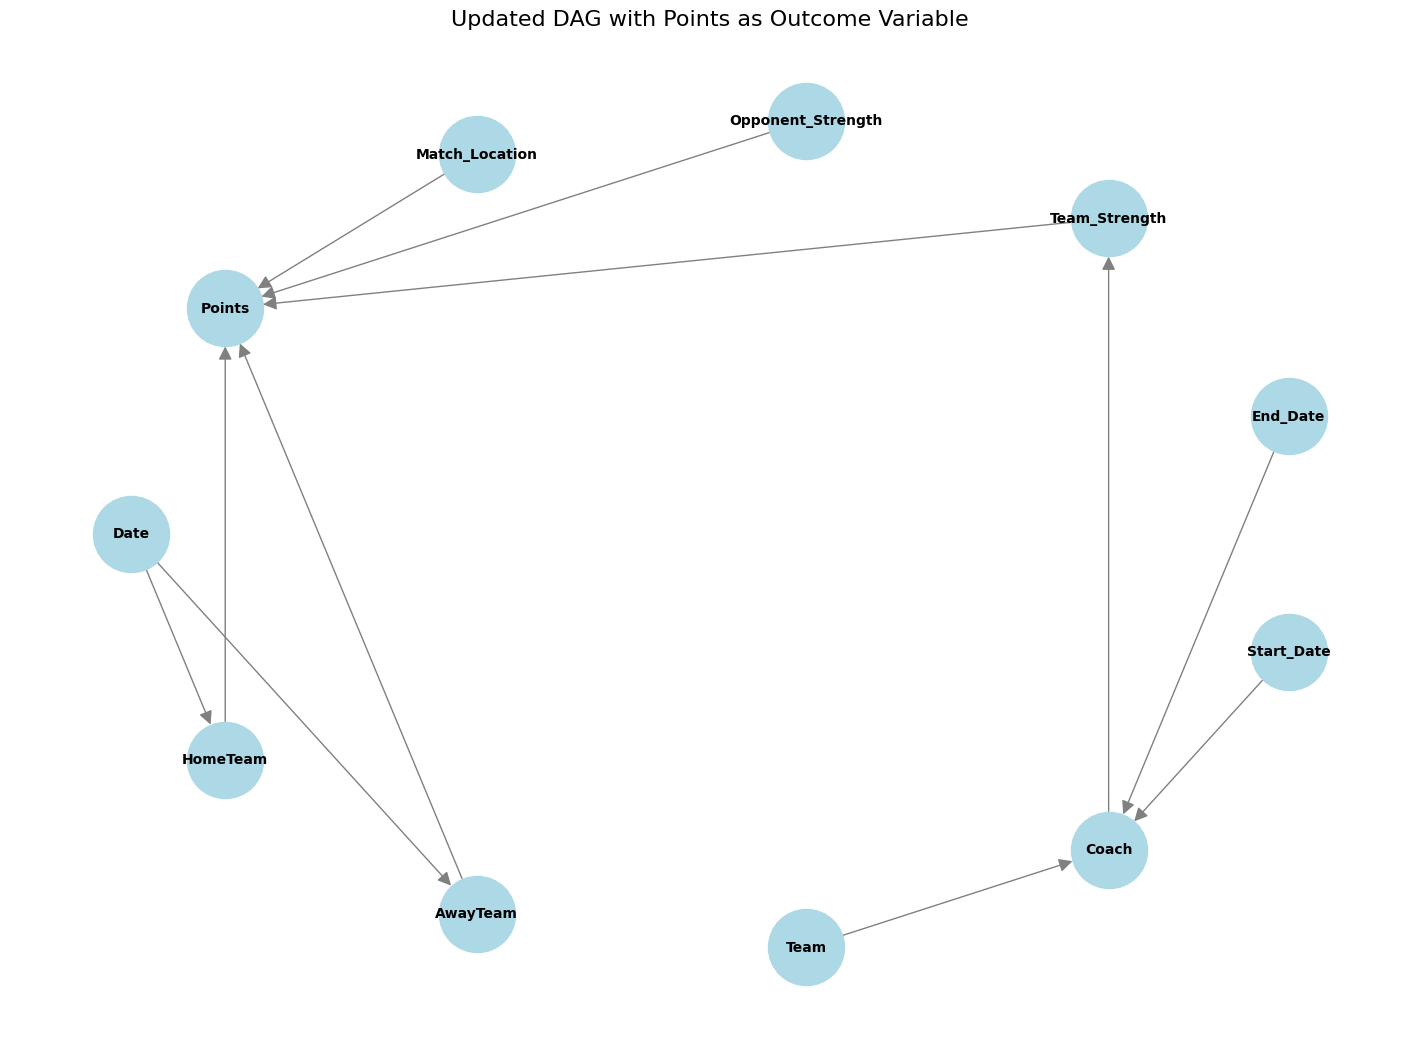 Updated DAG with Points as Outcome Variable
Opponent_Strength
Match_Location
Team_Strength
Points
End_Date
Date
Start_Date
HomeTeam
Coach
AwayTeam
Team